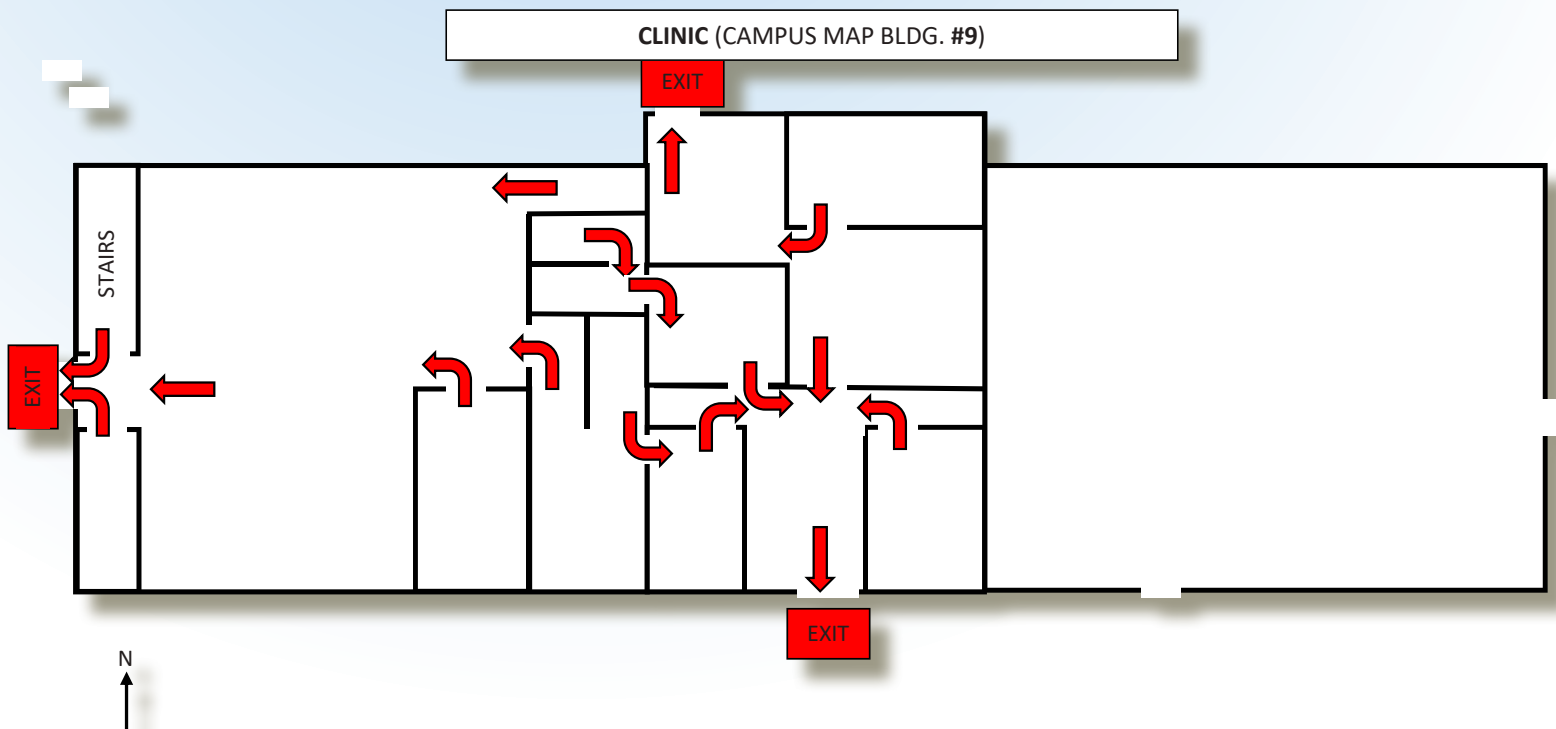 CLINIC (CAMPUS MAP BLDG. #9)
EXIT
STAIRS
EXIT
EXIT
N